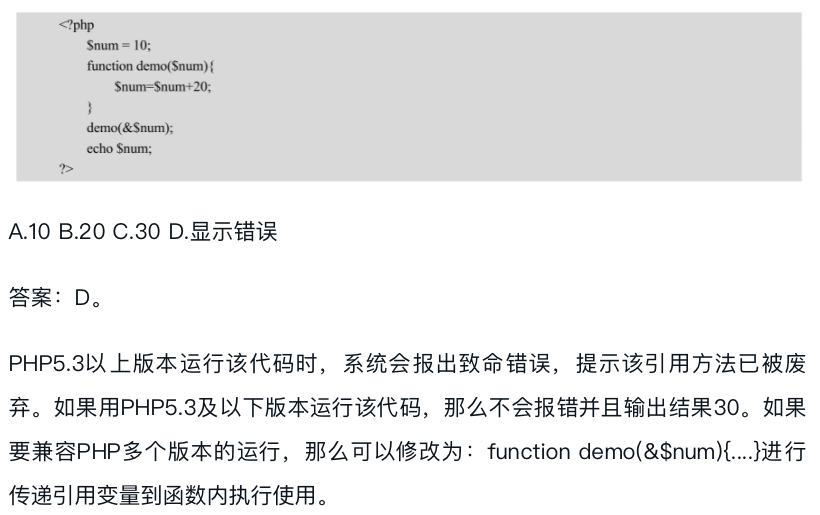 <?php
$num = 10;
function demo($num){
$num=$num+20;
}
demo(&$num);
echo $num;
?>
A.10 B.20 C.30 D.显示错误
答案：D。
PHP5.3以上版本运行该代码时，系统会报出致命错误，提示该引用方法已被废
弃。如果用PHP5.3及以下版本运行该代码，那么不会报错并且输出结果30。如果
要兼容PHP多个版本的运行，那么可以修改为：function demo(&$num){....}进行
传递引用变量到函数内执行使用。